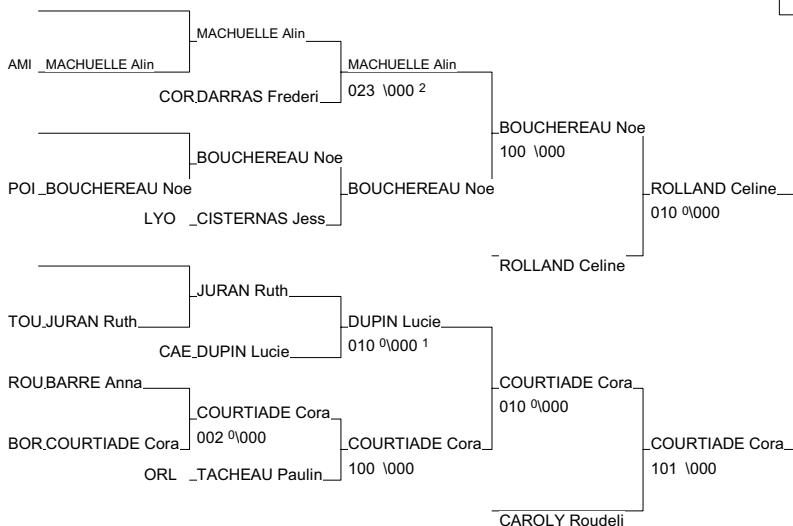 MACHUELLE Alin
AMI MACHUELLE Alin
MACHUELLE Alin
COR DARRAS Frederi
023 \000 2
BOUCHEREAU Noe
100 \000
BOUCHEREAU Noe
POI BOUCHEREAU Noe
BOUCHEREAU Noe
ROLLAND Celine
010 0\000
LYO CISTERNAS Jess
ROLLAND Celine
JURAN Ruth
TOU JURAN Ruth
DUPIN Lucie
010 0\000 1
CAE DUPIN Lucie
ROU BARRE Anna
COURTIADE Cora
010 0\000
COURTIADE Cora
002 0\000
BOR COURTIADE Cora
COURTIADE Cora
100 \000
COURTIADE Cora
101 \000
ORL TACHEAU Paulin
CAROLY Roudeli